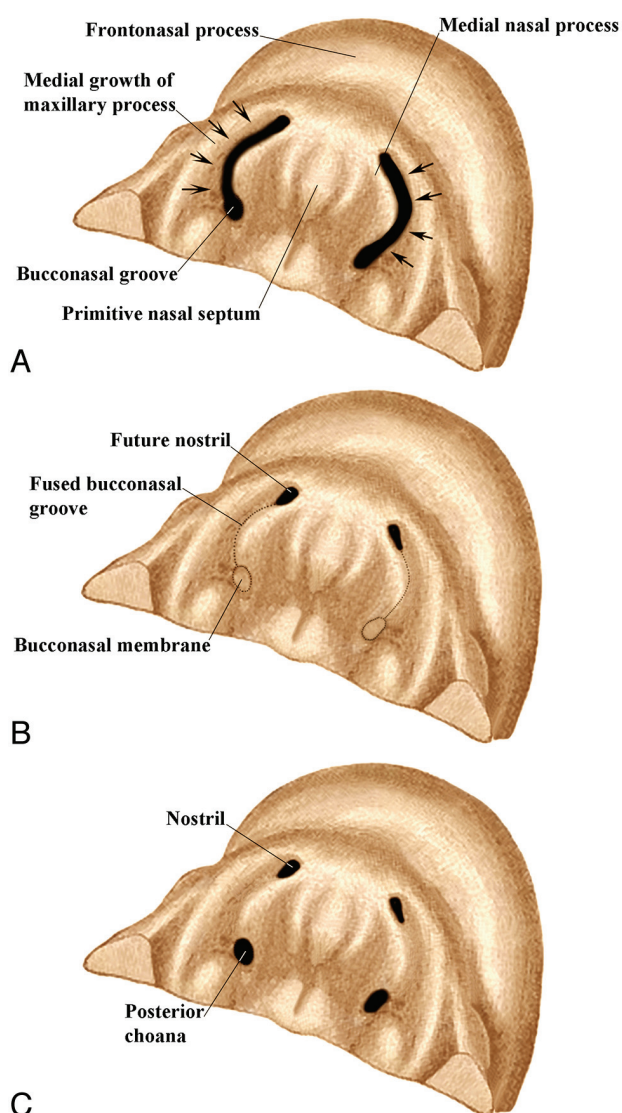 Frontonasal process
Medial nasal process
Medial growth of
maxillary process
Bucconasal groove
Primitive nasal septum
A
Future nostril
Fused bucconasal
groove
Bucconasal membrane
B
Nostril
Posterior
choana
C